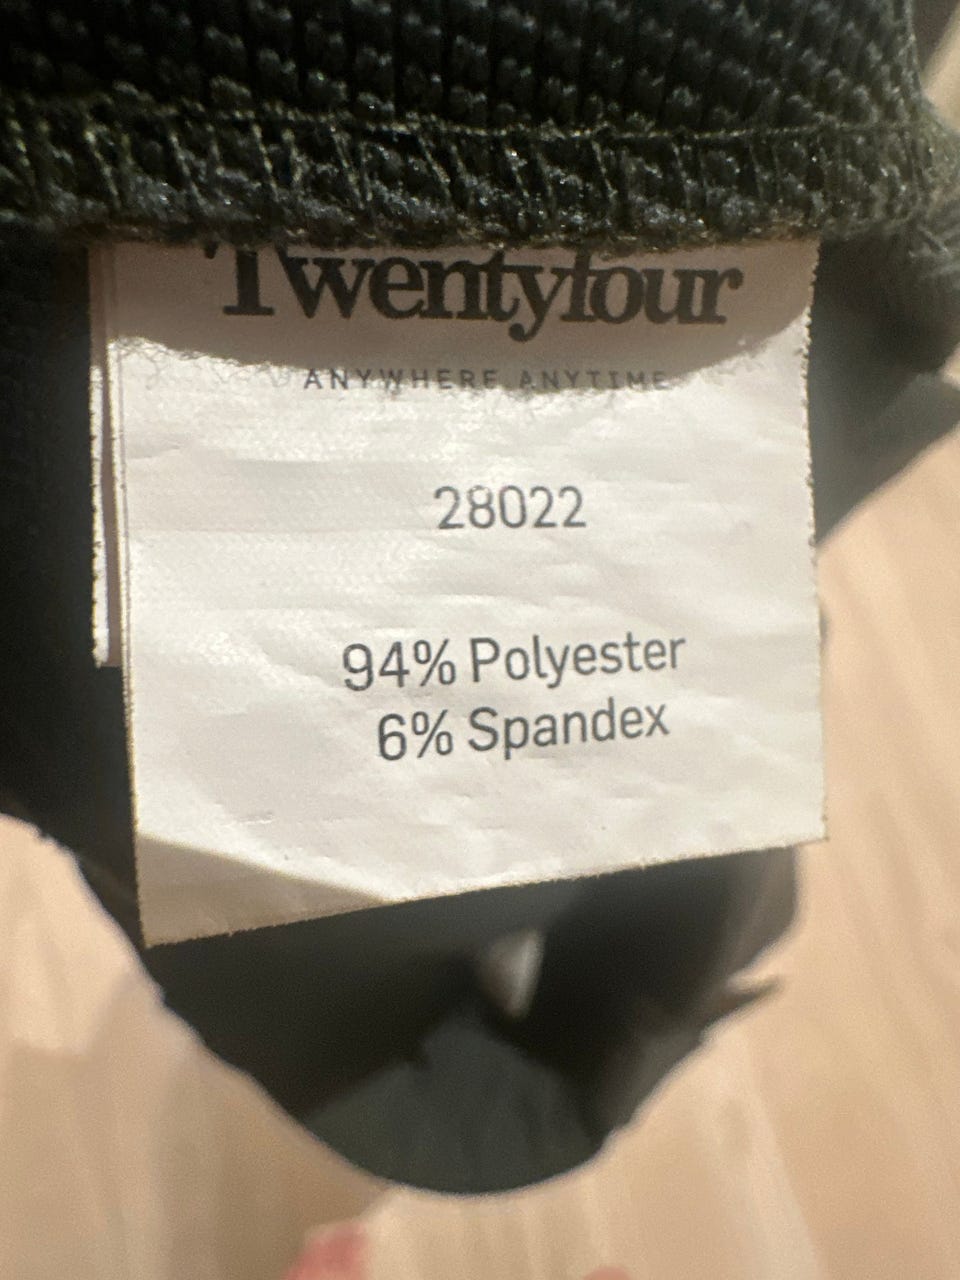 Twentyfour
ANYWHERE ANYTIME
28022
94% Polyester
6% Spandex